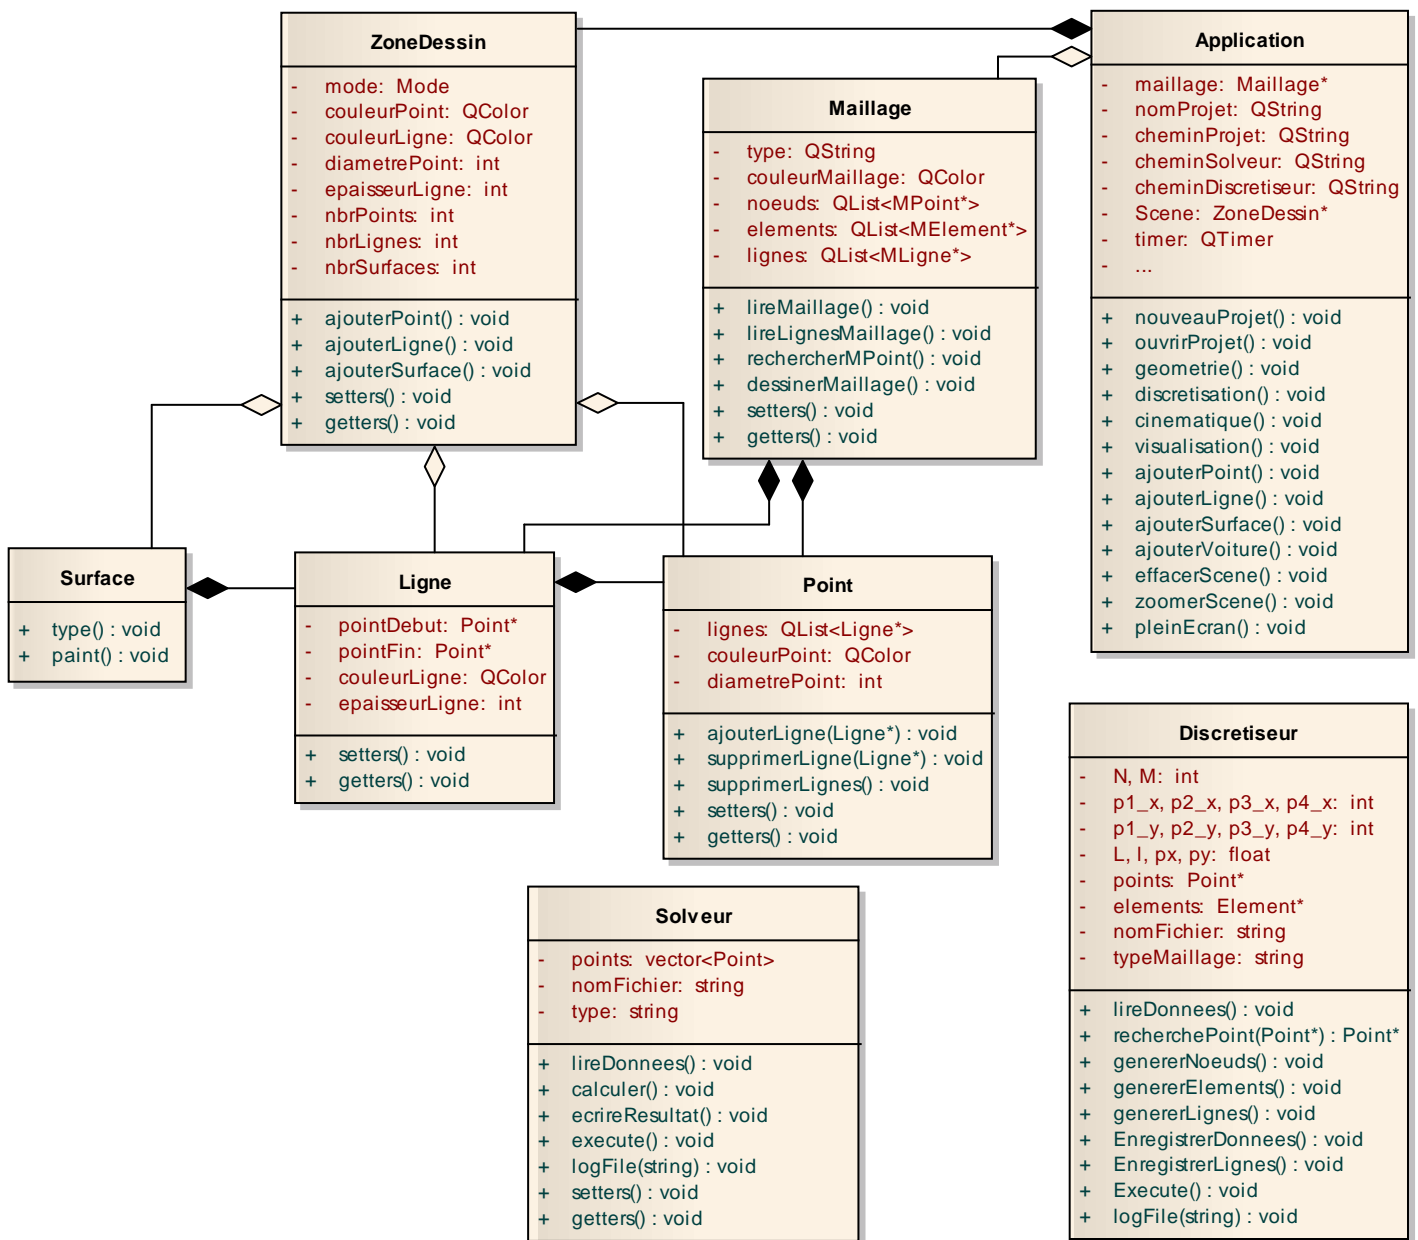 ZoneDessin
- mode: Mode
- couleurPoint: QColor
- couleurLigne: QColor
- diametrePoint: int
- epaisseurLigne: int
- nbrPoints: int
- nbrLignes: int
- nbrSurfaces: int
+ ajouterPoint() : void
+ ajouterLigne() : void
+ ajouterSurface() : void
+ setters() : void
+ getters() : void
Maillage
- type: QString
- couleurMaillage: QColor
- noeuds: QList<MPoint*>
- elements: QList<MElement*>
- lignes: QList<MLigne*>
+ lireMaillage() : void
+ lireLignesMaillage() : void
+ rechercherMPoint() : void
+ dessinerMaillage() : void
+ setters() : void
+ getters() : void
Application
- maillage: Maillage*
- nomProjet: QString
- cheminProjet: QString
- cheminSolveur: QString
- cheminDiscretiseur: QString
- Scene: ZoneDessin*
- timer: QTimer
- ...
+ nouveauProjet() : void
+ ouvrirProjet() : void
+ geometrie() : void
+ discretisation() : void
+ cinematique() : void
+ visualisation() : void
+ ajouterPoint() : void
+ ajouterLigne() : void
+ ajouterSurface() : void
+ ajouterVoiture() : void
+ effacerScene() : void
+ zoomerScene() : void
+ pleinEcran() : void
Surface
+ type() : void
+ paint() : void
Ligne
- pointDebut: Point*
- pointFin: Point*
- couleurLigne: QColor
- epaisseurLigne: int
+ setters() : void
+ getters() : void
Point
- lignes: QList<Ligne*>
- couleurPoint: QColor
- diametrePoint: int
+ ajouterLigne(Ligne*) : void
+ supprimerLigne(Ligne*) : void
+ supprimerLignes() : void
+ setters() : void
+ getters() : void
Discretiseur
- N, M: int
- p1_x, p2_x, p3_x, p4_x: int
- p1_y, p2_y, p3_y, p4_y: int
- L, l, px, py: float
- points: Point*
- elements: Element*
- nomFichier: string
- typeMaillage: string
+ lireDonnees() : void
+ recherchePoint(Point*) : Point*
+ genererNoeuds() : void
+ genererElements() : void
+ genererLignes() : void
+ EnregistrerDonnees() : void
+ EnregistrerLignes() : void
+ Execute() : void
+ logFile(string) : void
Solveur
- points: vector<Point>
- nomFichier: string
- type: string
+ lireDonnees() : void
+ calculer() : void
+ ecrireResultat() : void
+ execute() : void
+ logFile(string) : void
+ setters() : void
+ getters() : void